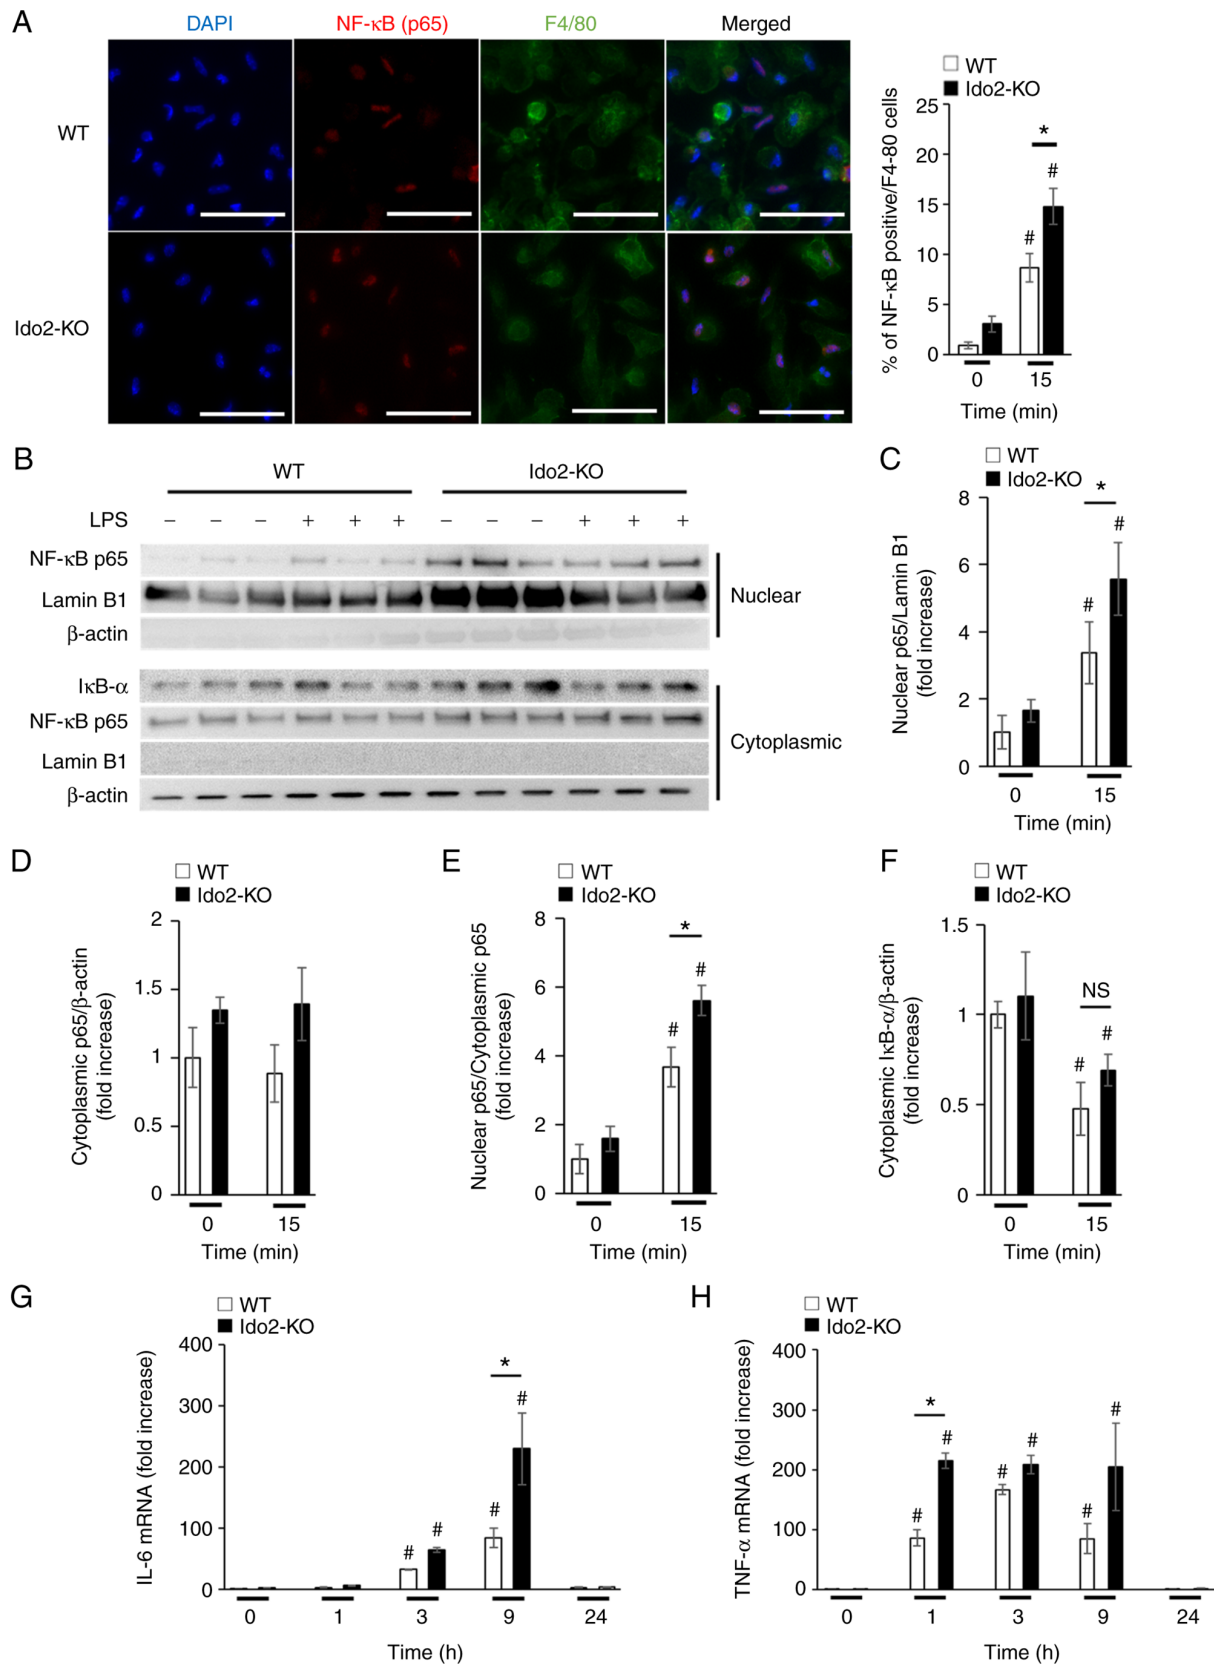 A
DAPI
NF-κB (p65)
F4/80
Merged
WT
Ido2-KO
WT
Ido2-KO
% of NF-κB positive/F4-80 cells
25
20
15
10
5
0
*
#
#
0
15
Time (min)
B
WT
Ido2-KO
LPS
– – – + + + – – – + + +
NF-κB p65
Lamin B1
β-actin
Nuclear
IκB-α
NF-κB p65
Lamin B1
β-actin
Cytoplasmic
C
WT
Ido2-KO
Nuclear p65/Lamin B1
(fold increase)
8
6
4
2
0
*
#
#
0
15
Time (min)
D
WT
Ido2-KO
Cytoplasmic p65/β-actin
(fold increase)
2
1.5
1
0.5
0
0
15
Time (min)
E
WT
Ido2-KO
Nuclear p65/Cytoplasmic p65
(fold increase)
8
6
4
2
0
*
#
#
0
15
Time (min)
F
WT
Ido2-KO
Cytoplasmic IκB-α/β-actin
(fold increase)
1.5
1
0.5
0
NS
#
#
0
15
Time (min)
G
WT
Ido2-KO
IL-6 mRNA (fold increase)
400
300
200
100
0
*
#
#
#
#
0
1
3
9
24
Time (h)
H
WT
Ido2-KO
TNF-α mRNA (fold increase)
400
300
200
100
0
*
#
#
#
#
#
#
0
1
3
9
24
Time (h)